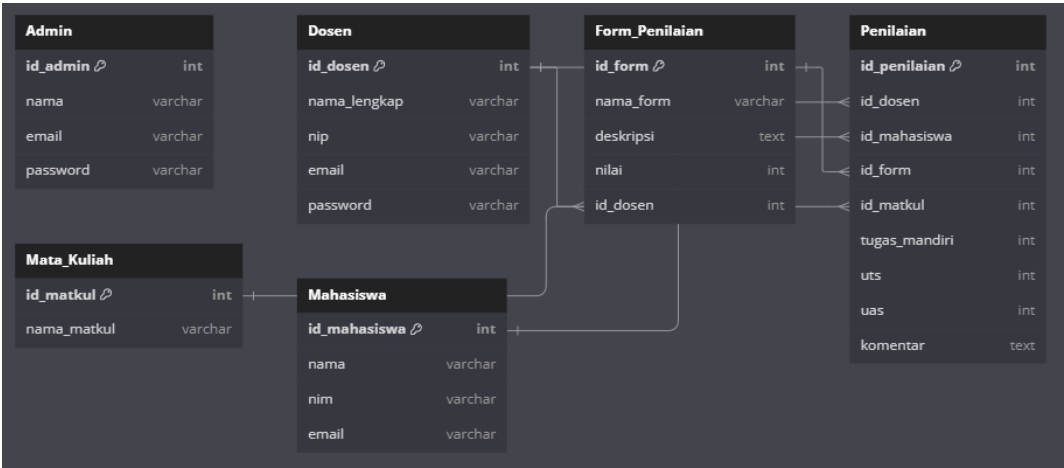 Admin
id_admin int
nama varchar
email varchar
password varchar
Dosen
id_dosen int
nama_lengkap varchar
nip varchar
email varchar
password varchar
Form_Penilaian
id_form int
nama_form varchar
deskripsi text
nilai int
id_dosen int
Penilaian
id_penilaian int
id_dosen int
id_mahasiswa int
id_form int
id_matkul int
tugas_mandiri int
uts int
uas int
komentar text
Mata_Kuliah
id_matkul int
nama_matkul varchar
Mahasiswa
id_mahasiswa int
nama varchar
nim varchar
email varchar